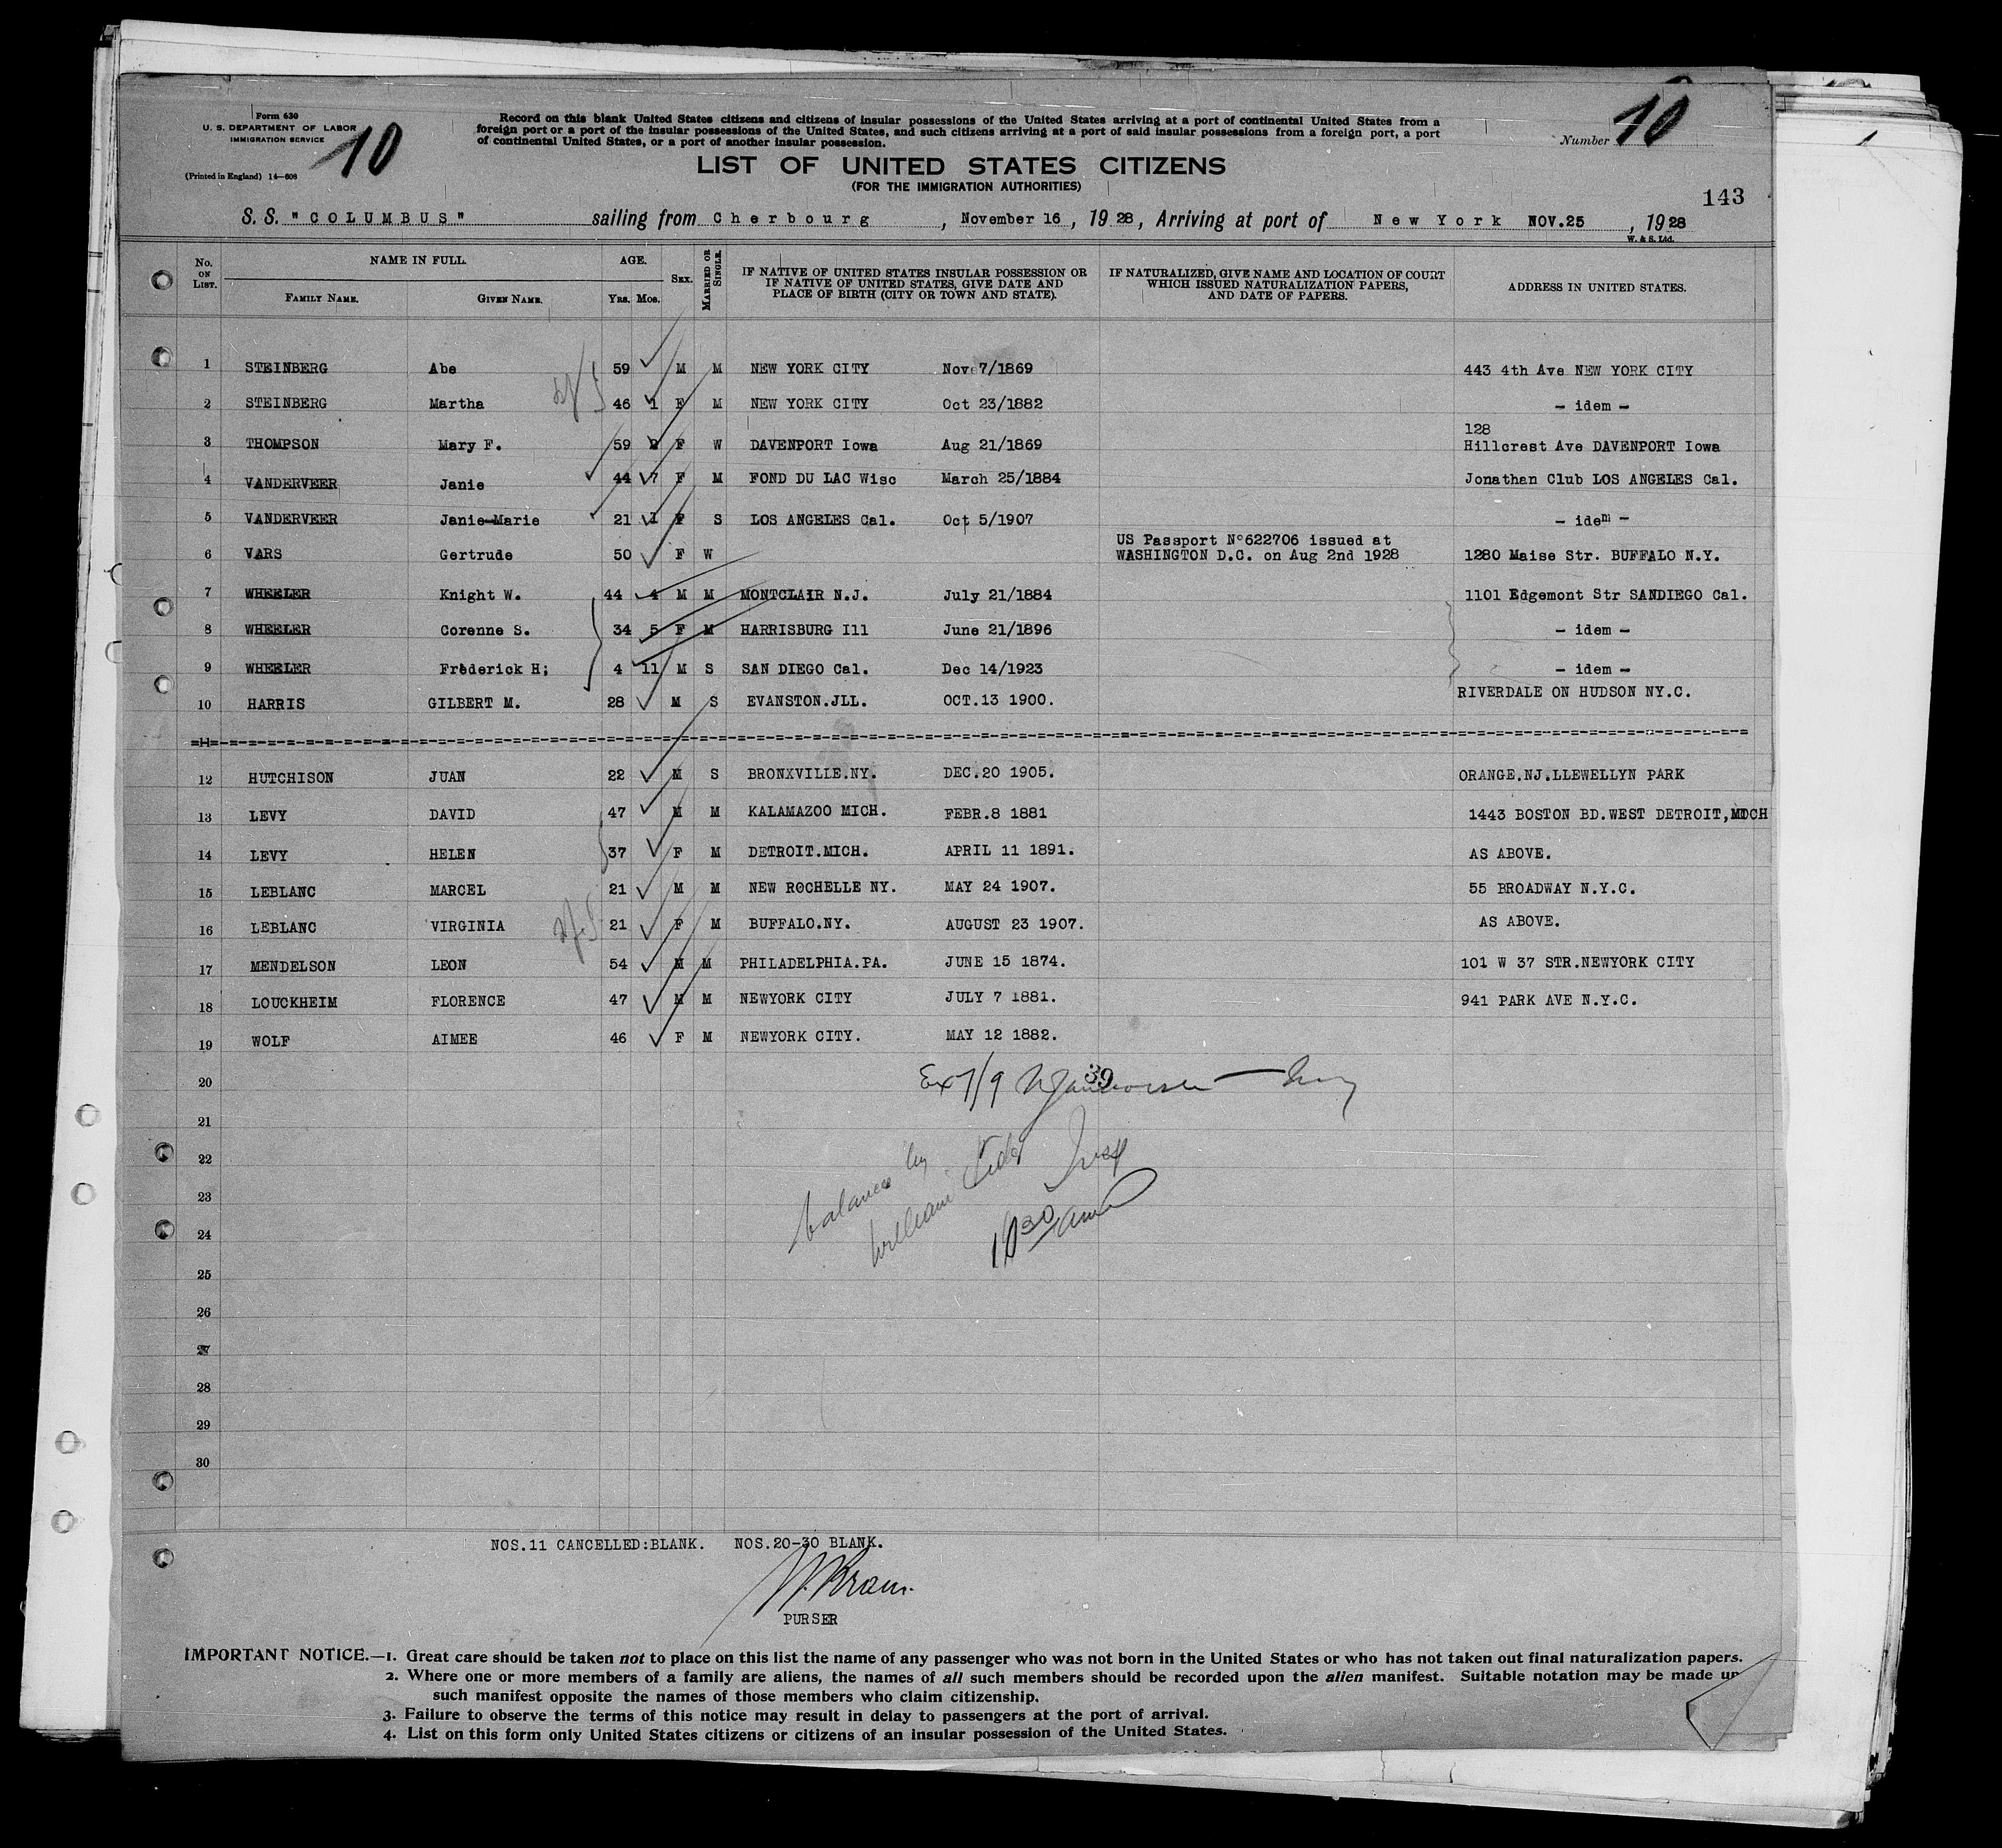 Form 630
U. S. DEPARTMENT OF LABOR
IMMIGRATION SERVICE
(Printed in England) 14—608
10
Record on this blank United States citizens and citizens of insular possessions of the United States arriving at a port of continental United States from a
foreign port or a port of the insular possessions of the United States, and such citizens arriving at a port of said insular possessions from a foreign port, a port
of continental United States, or a port of another insular possession.
LIST OF UNITED STATES CITIZENS
(FOR THE IMMIGRATION AUTHORITIES)
Number 10
143
S. S. "COLUMBUS" sailing from Cherbourg, November 16, 1928, Arriving at port of New York NOV.25, 1928
W. & S. Ltd.
No. ON LIST. NAME IN FULL. AGE. SEX. MARRIED OR SINGLE. IF NATIVE OF UNITED STATES INSULAR POSSESSION OR IF NATIVE OF UNITED STATES, GIVE DATE AND PLACE OF BIRTH (CITY OR TOWN AND STATE). IF NATURALIZED, GIVE NAME AND LOCATION OF COURT WHICH ISSUED NATURALIZATION PAPERS, AND DATE OF PAPERS. ADDRESS IN UNITED STATES.
FAMILY NAME. GIVEN NAME. YRS. MOS.
1 STEINBERG Abe 59 M M NEW YORK CITY Nov 7/1869 443 4th Ave NEW YORK CITY
2 STEINBERG Martha 46 1 F M NEW YORK CITY Oct 23/1882 - idem -
128
3 THOMPSON Mary F. 59 2 F W DAVENPORT Iowa Aug 21/1869 Hillcrest Ave DAVENPORT Iowa
4 VANDERVEER Janie 44 7 F M FOND DU LAC Wisc March 25/1884 Jonathan Club LOS ANGELES Cal.
5 VANDERVEER Janie-Marie 21 1 F S LOS ANGELES Cal. Oct 5/1907 - idem -
US Passport N°622706 issued at
6 VARS Gertrude 50 F W WASHINGTON D.C. on Aug 2nd 1928 1280 Maise Str. BUFFALO N.Y.
7 WHEELER Knight W. 44 4 M M MONTCLAIR N.J. July 21/1884 1101 Edgemont Str SANDIEGO Cal.
8 WHEELER Corenne S. 34 5 F M HARRISBURG Ill June 21/1896 - idem -
9 WHEELER Frederick H; 4 11 M S SAN DIEGO Cal. Dec 14/1923 - idem -
10 HARRIS GILBERT M. 28 M S EVANSTON.JLL. OCT.13 1900. RIVERDALE ON HUDSON NY.C.
11
12 HUTCHISON JUAN 22 M S BRONXVILLE.NY. DEC.20 1905. ORANGE.NJ.LLEWELLYN PARK
13 LEVY DAVID 47 M M KALAMAZOO MICH. FEBR.8 1881 1443 BOSTON BD.WEST DETROIT,MICH
14 LEVY HELEN 37 F M DETROIT.MICH. APRIL 11 1891. AS ABOVE.
15 LEBLANC MARCEL 21 M M NEW ROCHELLE NY. MAY 24 1907. 55 BROADWAY N.Y.C.
16 LEBLANC VIRGINIA 21 F M BUFFALO.NY. AUGUST 23 1907. AS ABOVE.
17 MENDELSON LEON 54 M M PHILADELPHIA.PA. JUNE 15 1874. 101 W 37 STR.NEWYORK CITY
18 LOUCKHEIM FLORENCE 47 M M NEWYORK CITY JULY 7 1881. 941 PARK AVE N.Y.C.
19 WOLF AIMEE 46 F M NEWYORK CITY. MAY 12 1882.
20 39
21
22
balance by
23
24
10 30 am
25
26
27
28
29
30
NOS.11 CANCELLED:BLANK. NOS.20-30 BLANK.
PURSER
IMPORTANT NOTICE.—1. Great care should be taken not to place on this list the name of any passenger who was not born in the United States or who has not taken out final naturalization papers.
2. Where one or more members of a family are aliens, the names of all such members should be recorded upon the alien manifest. Suitable notation may be made up
such manifest opposite the names of those members who claim citizenship.
3. Failure to observe the terms of this notice may result in delay to passengers at the port of arrival.
4. List on this form only United States citizens or citizens of an insular possession of the United States.